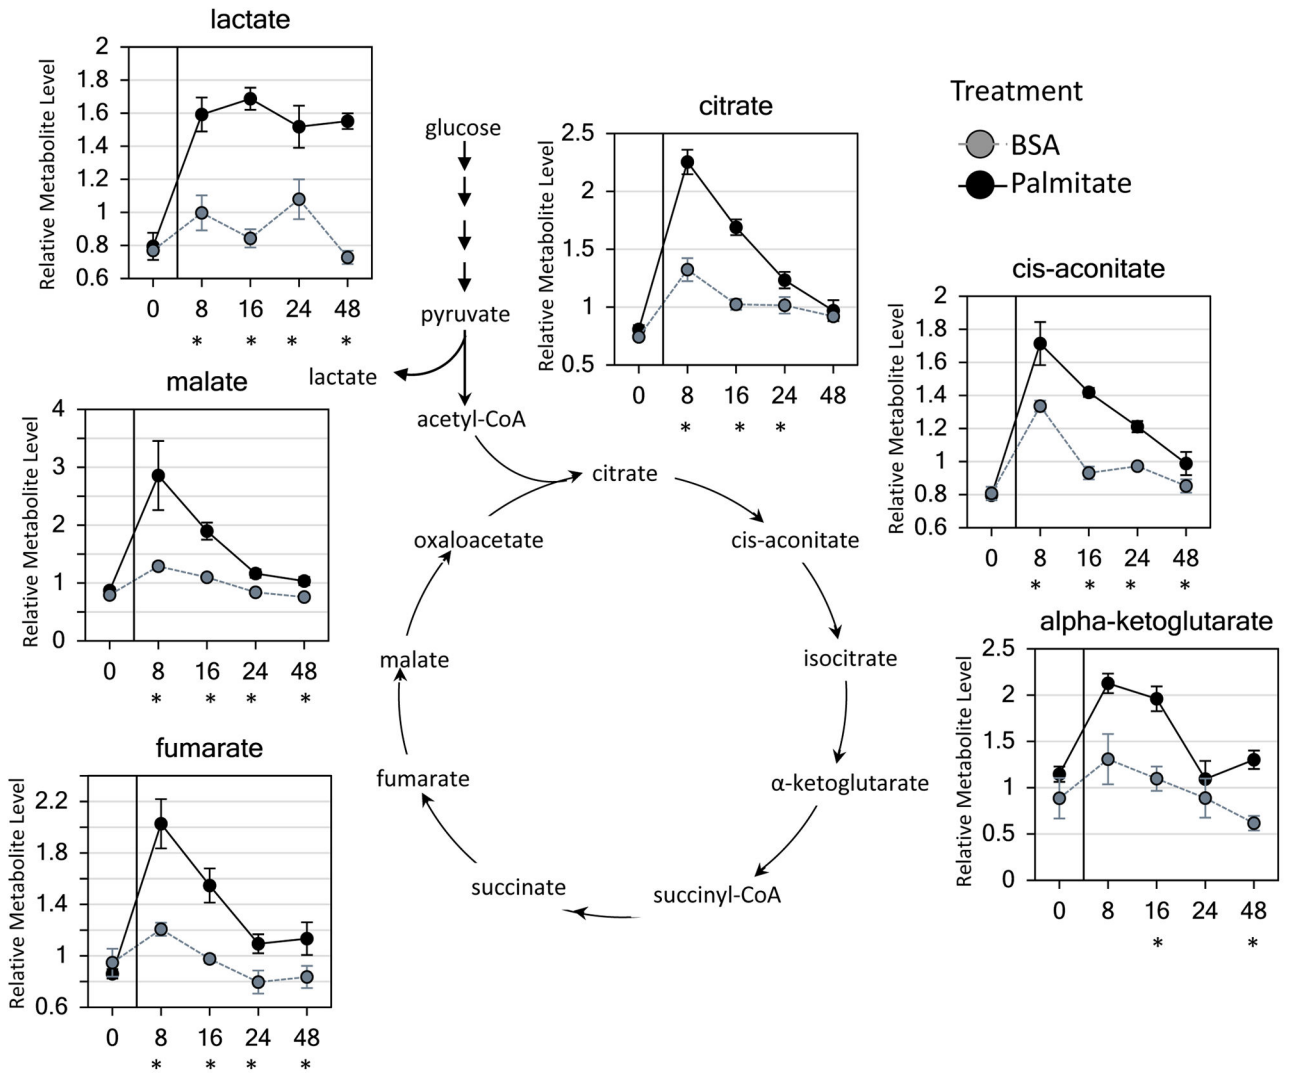 lactate
Relative Metabolite Level
2
1.8
1.6
1.4
1.2
1
0.8
0.6
0 8 16 24 48
* * * *
glucose
pyruvate
lactate
acetyl-CoA
citrate
Relative Metabolite Level
2.5
2
1.5
1
0.5
0 8 16 24 48
* * *
Treatment
BSA
Palmitate
cis-aconitate
Relative Metabolite Level
2
1.8
1.6
1.4
1.2
1
0.8
0.6
0 8 16 24 48
* * * *
malate
Relative Metabolite Level
4
3
2
1
0
0 8 16 24 48
* * * *
citrate
oxaloacetate
cis-aconitate
malate
isocitrate
fumarate
α-ketoglutarate
succinate
succinyl-CoA
alpha-ketoglutarate
Relative Metabolite Level
2.5
2
1.5
1
0.5
0
0 8 16 24 48
* *
fumarate
Relative Metabolite Level
2.2
1.8
1.4
1
0.6
0 8 16 24 48
* * * *